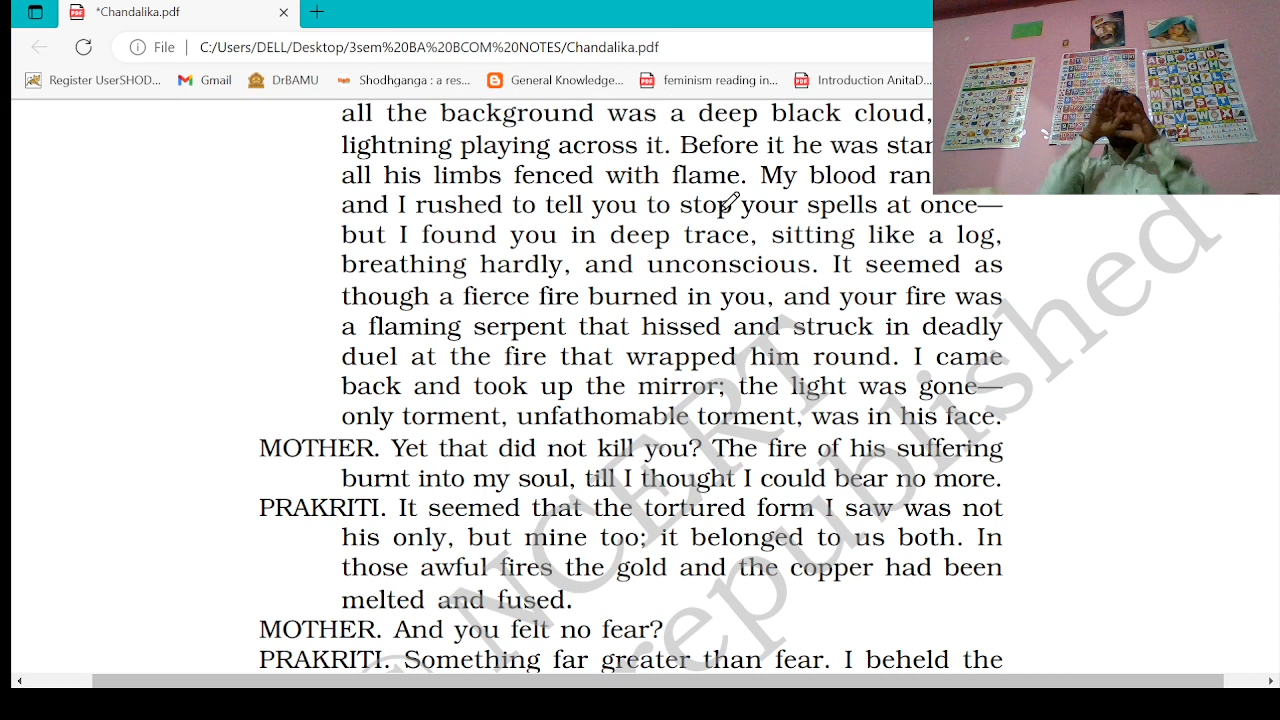 *Chandalika.pdf
File C:/Users/DELL/Desktop/3sem%20BA%20BCOM%20NOTES/Chandalika.pdf
Register UserSHOD... Gmail DrBAMU Shodhganga : a res... General Knowledge... feminism reading in... Introduction AnitaD...
all the background was a deep black cloud,
lightning playing across it. Before it he was stan
all his limbs fenced with flame. My blood ran
and I rushed to tell you to stop your spells at once—
but I found you in deep trace, sitting like a log,
breathing hardly, and unconscious. It seemed as
though a fierce fire burned in you, and your fire was
a flaming serpent that hissed and struck in deadly
duel at the fire that wrapped him round. I came
back and took up the mirror; the light was gone—
only torment, unfathomable torment, was in his face.
MOTHER. Yet that did not kill you? The fire of his suffering
burnt into my soul, till I thought I could bear no more.
PRAKRITI. It seemed that the tortured form I saw was not
his only, but mine too; it belonged to us both. In
those awful fires the gold and the copper had been
melted and fused.
MOTHER. And you felt no fear?
PRAKRITI. Something far greater than fear. I beheld the
NCERT
republished